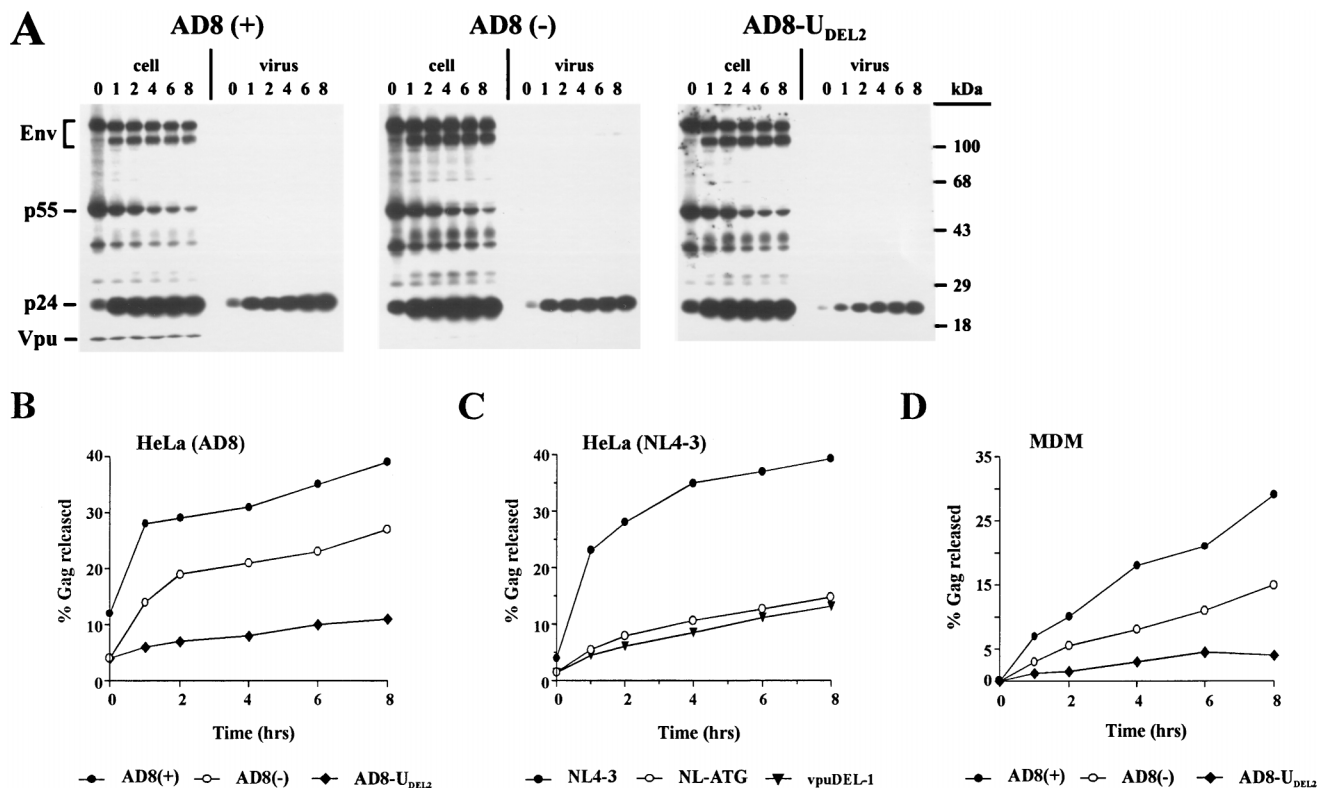 A
AD8 (+)
AD8 (-)
AD8-UDEL2
cell virus
cell virus
cell virus
0 1 2 4 6 8 0 1 2 4 6 8
0 1 2 4 6 8 0 1 2 4 6 8
0 1 2 4 6 8 0 1 2 4 6 8
kDa
Env
p55
p24
Vpu
100
68
43
29
18
B
HeLa (AD8)
% Gag released
40
30
20
10
0
0 2 4 6 8
Time (hrs)
AD8(+) AD8(-) AD8-UDEL2
C
HeLa (NL4-3)
% Gag released
40
30
20
10
0
0 2 4 6 8
Time (hrs)
NL4-3 NL-ATG vpuDEL-1
D
MDM
% Gag released
35
25
15
5
0
0 2 4 6 8
Time (hrs)
AD8(+) AD8(-) AD8-UDEL2